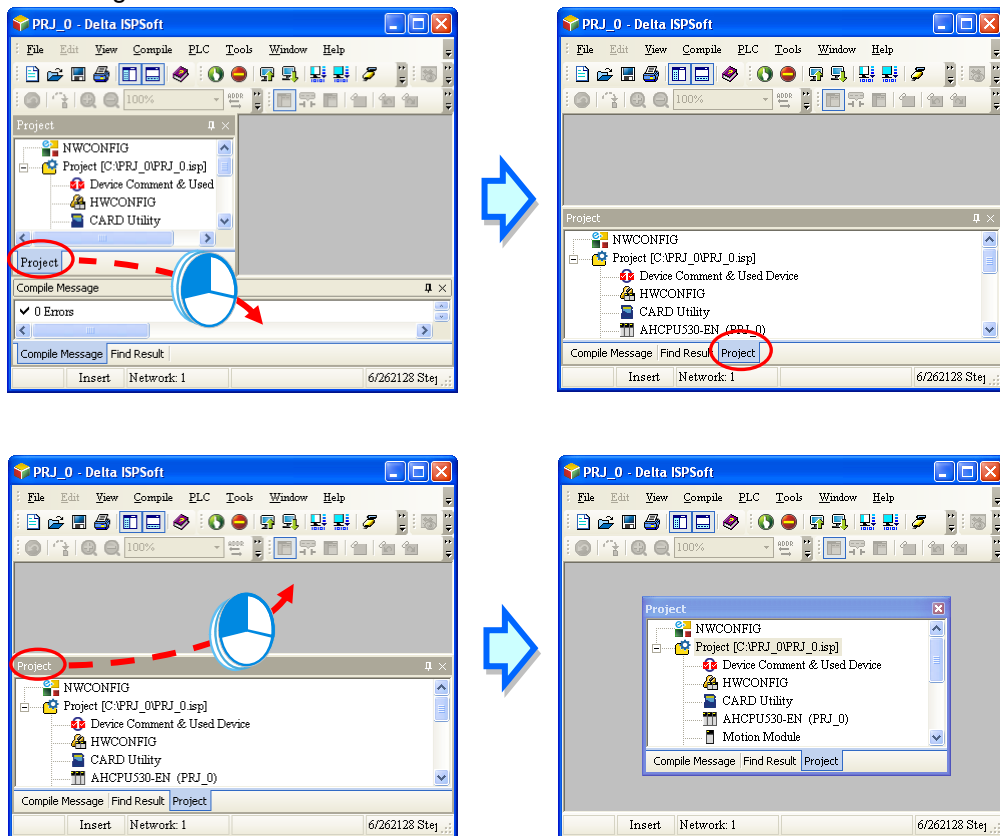 PRJ_0 - Delta ISPSoft
File Edit View Compile PLC Tools Window Help
100%
ADDR
Project
NWCONFIG
Project [C:\PRJ_0\PRJ_0.isp]
Device Comment & Used
HWCONFIG
CARD Utility
Project
Compile Message
0 Errors
Compile Message Find Result
Insert Network: 1 6/262128 Step
PRJ_0 - Delta ISPSoft
File Edit View Compile PLC Tools Window Help
100%
ADDR
Project
NWCONFIG
Project [C:\PRJ_0\PRJ_0.isp]
Device Comment & Used Device
HWCONFIG
CARD Utility
AHCPU530-EN (PRJ_0)
Compile Message Find Result Project
Insert Network: 1 6/262128 Step
PRJ_0 - Delta ISPSoft
File Edit View Compile PLC Tools Window Help
100%
ADDR
Project
NWCONFIG
Project [C:\PRJ_0\PRJ_0.isp]
Device Comment & Used Device
HWCONFIG
CARD Utility
AHCPU530-EN (PRJ_0)
Compile Message Find Result Project
Insert Network: 1 6/262128 Step
PRJ_0 - Delta ISPSoft
File Edit View Compile PLC Tools Window Help
100%
ADDR
Project
NWCONFIG
Project [C:\PRJ_0\PRJ_0.isp]
Device Comment & Used Device
HWCONFIG
CARD Utility
AHCPU530-EN (PRJ_0)
Motion Module
Compile Message Find Result Project
Insert Network: 1 6/262128 Step